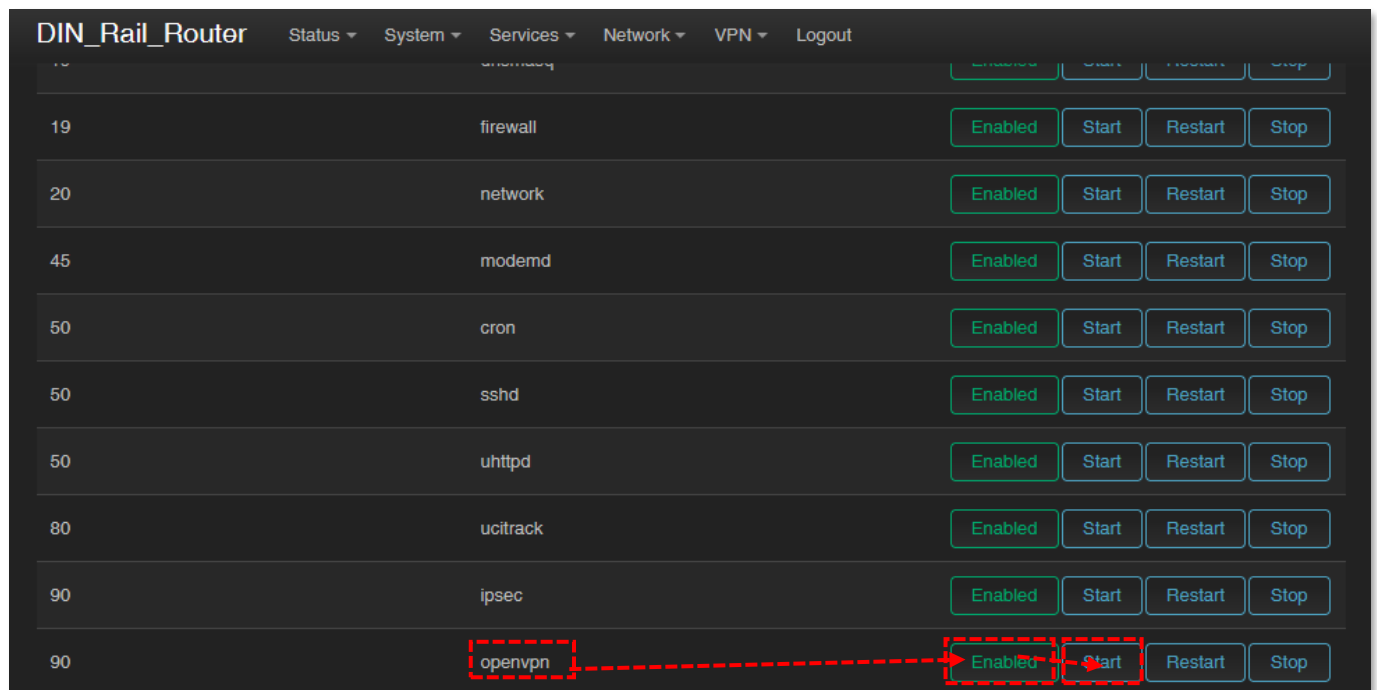 DIN_Rail_Router Status System Services Network VPN Logout
19 firewall Enabled Start Restart Stop
20 network Enabled Start Restart Stop
45 modemd Enabled Start Restart Stop
50 cron Enabled Start Restart Stop
50 sshd Enabled Start Restart Stop
50 uhttpd Enabled Start Restart Stop
80 ucitrack Enabled Start Restart Stop
90 ipsec Enabled Start Restart Stop
90 openvpn Enabled Start Restart Stop